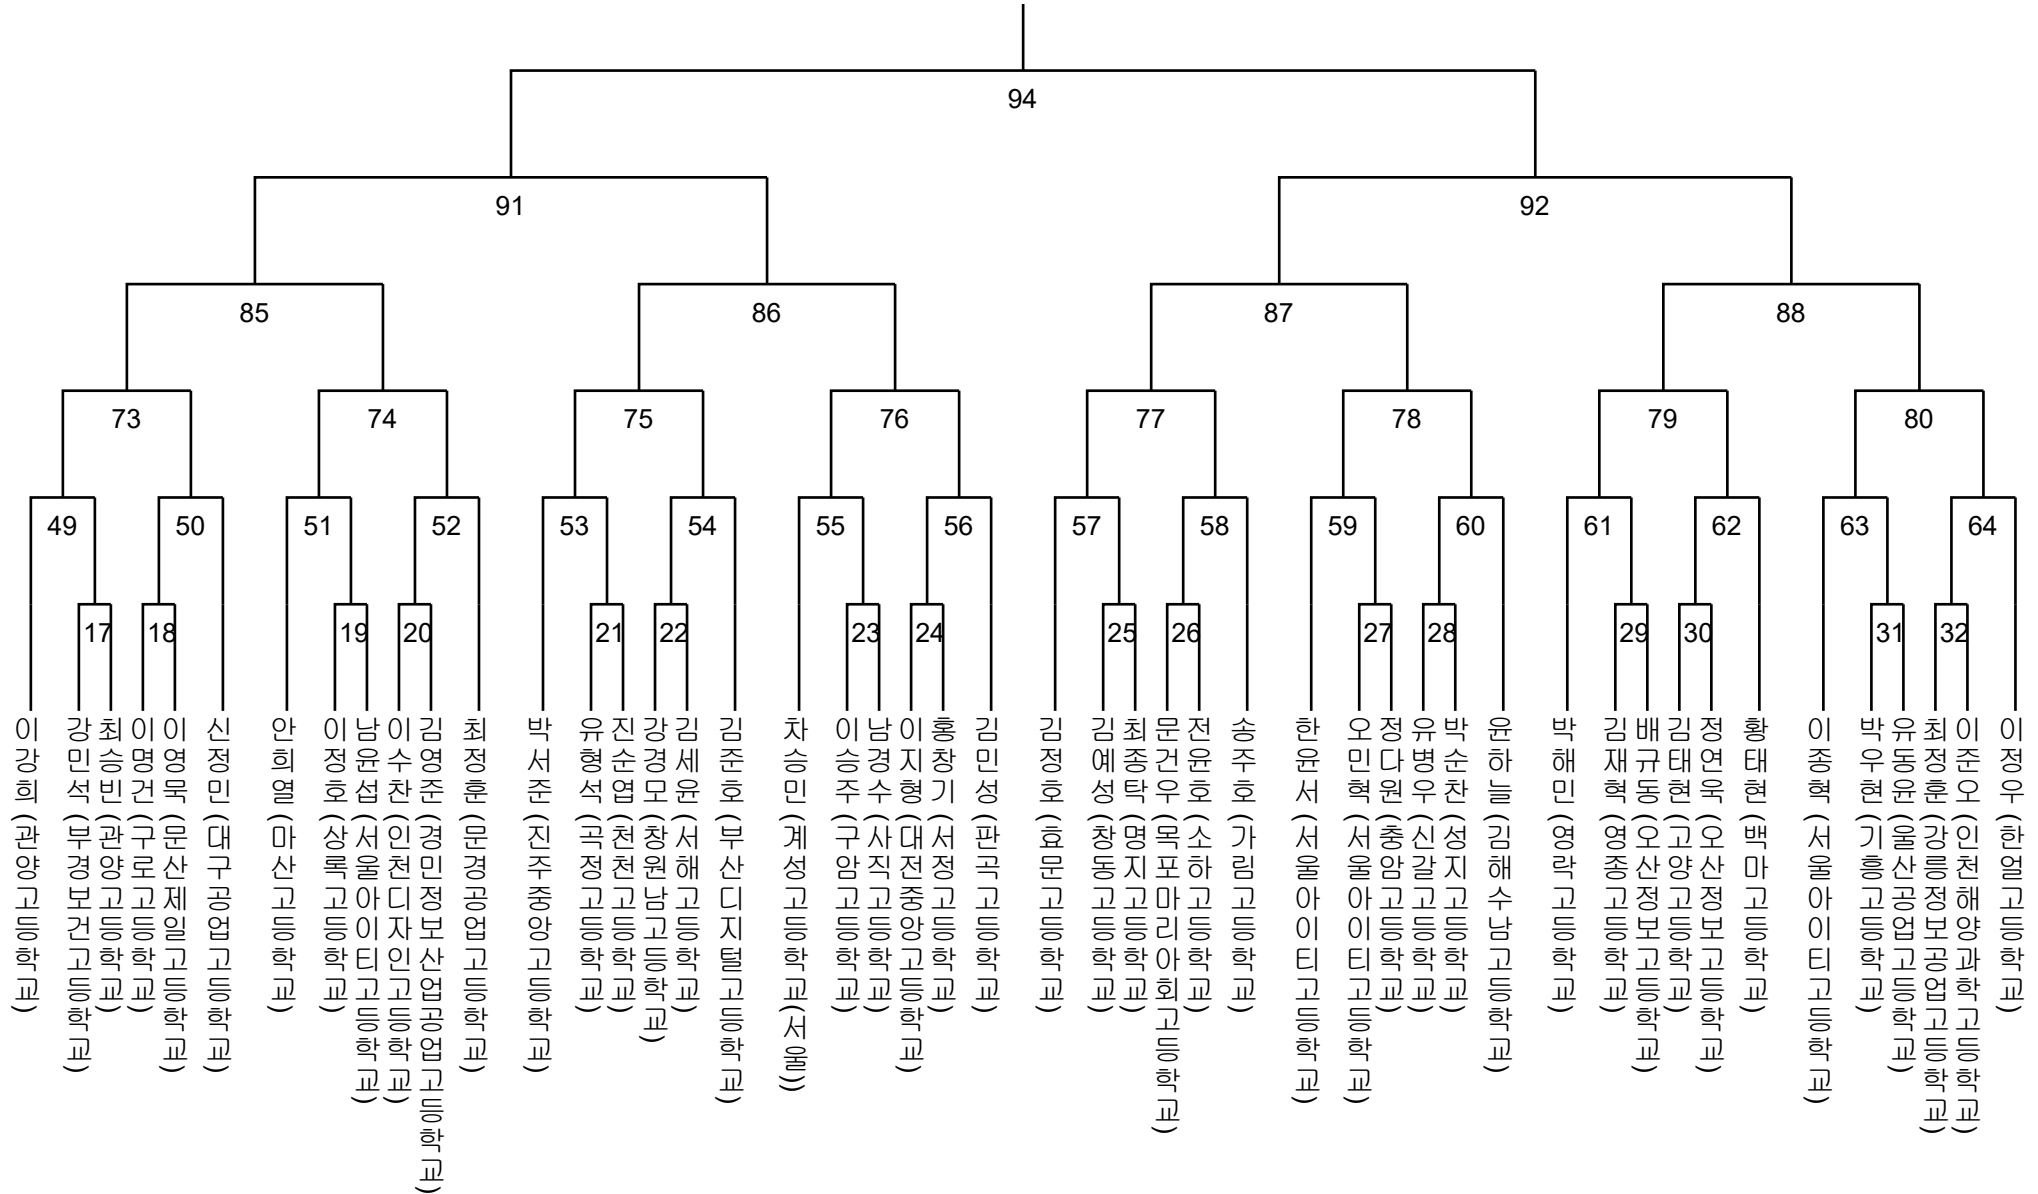 94
91
92
85
86
87
88
73
74
75
76
77
78
79
80
49
50
51
52
53
54
55
56
57
58
59
60
61
62
63
64
17
18
19
20
21
22
23
24
25
26
27
28
29
30
31
32
이강희(관양고등학교)
강민석(부경보건고등학교)
최승빈(관양고등학교)
이명건(구로고등학교)
이영묵(문산제일고등학교)
신정민(대구공업고등학교)
안희열(마산고등학교)
이정호(상록고등학교)
남윤섭(서울아이티고등학교)
이수찬(인천디자인고등학교)
김영준(경민정보산업공업고등학교)
최정훈(문경공업고등학교)
박서준(진주중앙고등학교)
유형석(곡정고등학교)
진순엽(천천고등학교)
강경모(창원남고등학교)
김세윤(서해고등학교)
김준호(부산디지털고등학교)
차승민(계성고등학교(서울))
이승주(구암고등학교)
남경수(사직고등학교)
이지형(대전중앙고등학교)
홍창기(서정고등학교)
김민성(판곡고등학교)
김정호(효문고등학교)
김예성(창동고등학교)
최종탁(명지고등학교)
문건우(목포마리아회고등학교)
전윤호(소하고등학교)
송주호(가림고등학교)
한윤서(서울아이티고등학교)
오민혁(서울아이티고등학교)
정다원(충암고등학교)
유병우(신갈고등학교)
박순찬(성지고등학교)
윤하늘(김해수남고등학교)
박해민(영락고등학교)
김재혁(영종고등학교)
배규동(오산정보고등학교)
김태현(고양고등학교)
정연욱(오산정보고등학교)
황태현(백마고등학교)
이종혁(서울아이티고등학교)
박우현(기흥고등학교)
유동윤(울산공업고등학교)
최정훈(강릉정보공업고등학교)
이준오(인천해양과학고등학교)
이정우(한얼고등학교)